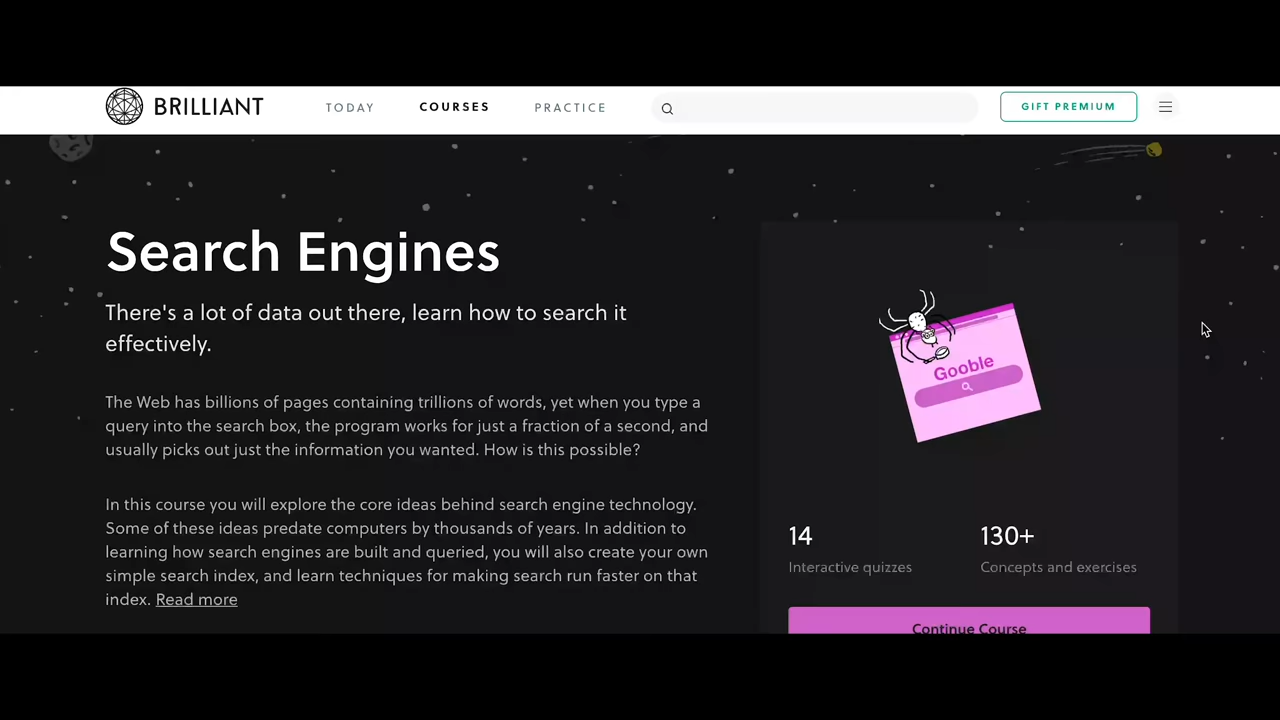 BRILLIANT
TODAY
COURSES
PRACTICE
GIFT PREMIUM
Search Engines
There's a lot of data out there, learn how to search it
effectively.
The Web has billions of pages containing trillions of words, yet when you type a
query into the search box, the program works for just a fraction of a second, and
usually picks out just the information you wanted. How is this possible?
In this course you will explore the core ideas behind search engine technology.
Some of these ideas predate computers by thousands of years. In addition to
learning how search engines are built and queried, you will also create your own
simple search index, and learn techniques for making search run faster on that
index. Read more
Gooble
14
Interactive quizzes
130+
Concepts and exercises
Continue Course